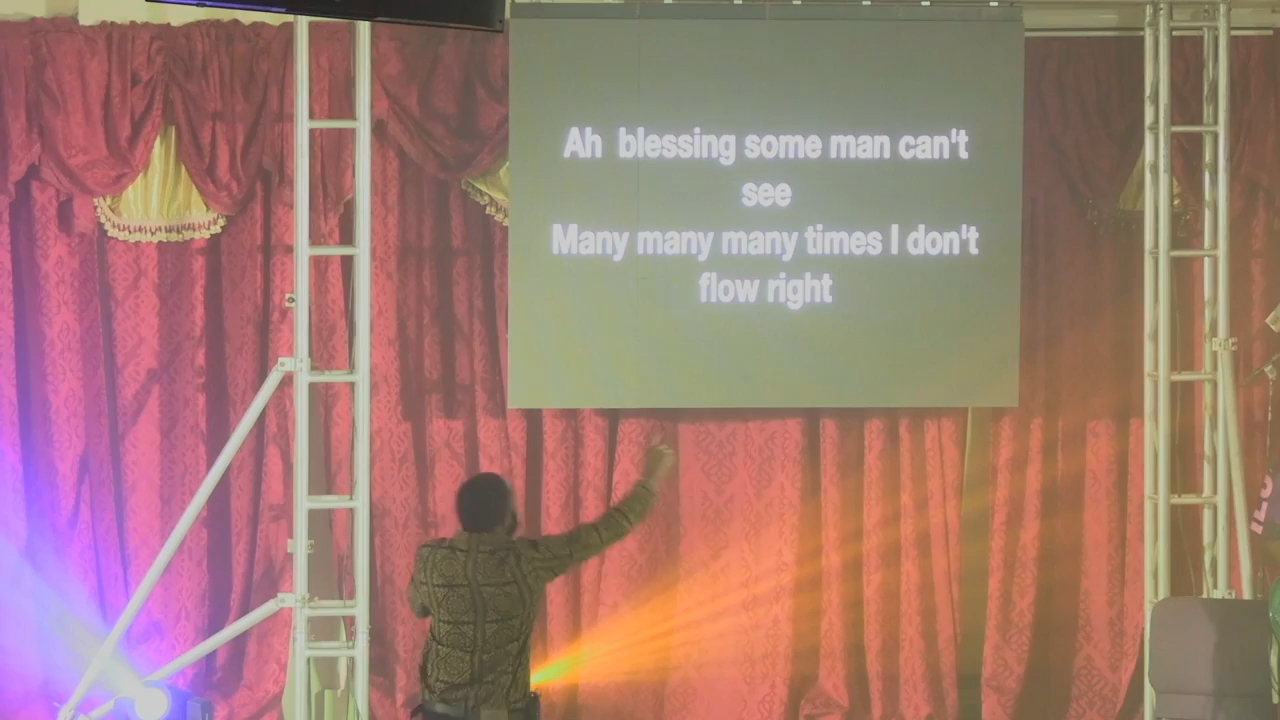 Ah  blessing some man can't
see
Many many many times I don't
flow right